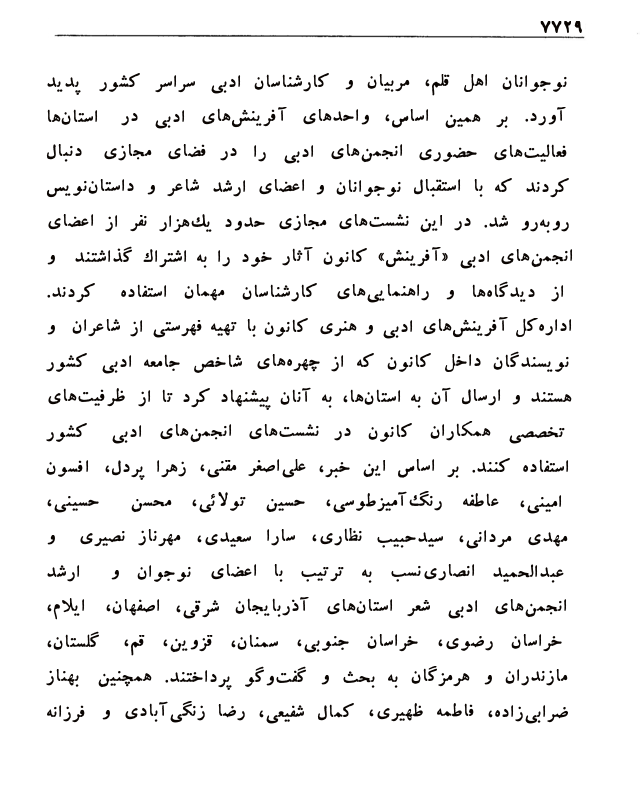 ۷۷۲۹
نوجوانان اهل قلم، مربیان و کارشناسان ادبی سراسر کشور پدید
آورد. بر همین اساس، واحدهای آفرینش‌های ادبی در استان‌ها
فعالیت‌های حضوری انجمن‌های ادبی را در فضای مجازی دنبال
کردند که با استقبال نوجوانان و اعضای ارشد شاعر و داستان‌نویس
روبه‌رو شد. در این نشست‌های مجازی حدود یك‌هزار نفر از اعضای
انجمن‌های ادبی «آفرینش» کانون آثار خود را به اشتراك گذاشتند و
از دیدگاه‌ها و راهنمایی‌های کارشناسان مهمان استفاده کردند.
اداره‌کل آفرینش‌های ادبی و هنری کانون با تهیه فهرستی از شاعران و
نویسندگان داخل کانون که از چهره‌های شاخص جامعه ادبی کشور
هستند و ارسال آن به استان‌ها، به آنان پیشنهاد کرد تا از ظرفیت‌های
تخصصی همکاران کانون در نشست‌های انجمن‌های ادبی کشور
استفاده کنند. بر اساس این خبر، علی‌اصغر مقنی، زهرا پردل، افسون
امینی، عاطفه رنگ‌آمیزطوسی، حسین تولائی، محسن حسینی،
مهدی مردانی، سیدحبیب نظاری، سارا سعیدی، مهرناز نصیری و
عبدالحمید انصاری‌نسب به ترتیب با اعضای نوجوان و ارشد
انجمن‌های ادبی شعر استان‌های آذربایجان شرقی، اصفهان، ایلام،
خراسان رضوی، خراسان جنوبی، سمنان، قزوین، قم، گلستان،
مازندران و هرمزگان به بحث و گفت‌وگو پرداختند. همچنین بهناز
ضرابی‌زاده، فاطمه ظهیری، کمال شفیعی، رضا زنگی‌آبادی و فرزانه